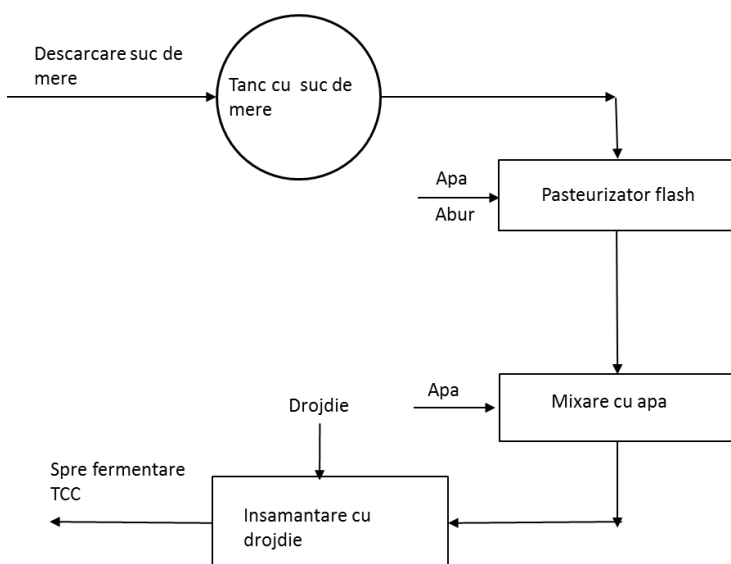 Descarcare suc de
mere
Tanc cu suc de
mere
Apa
Abur
Pasteurizator flash
Apa
Mixare cu apa
Drojdie
Spre fermentare
TCC
Insamantare cu
drojdie